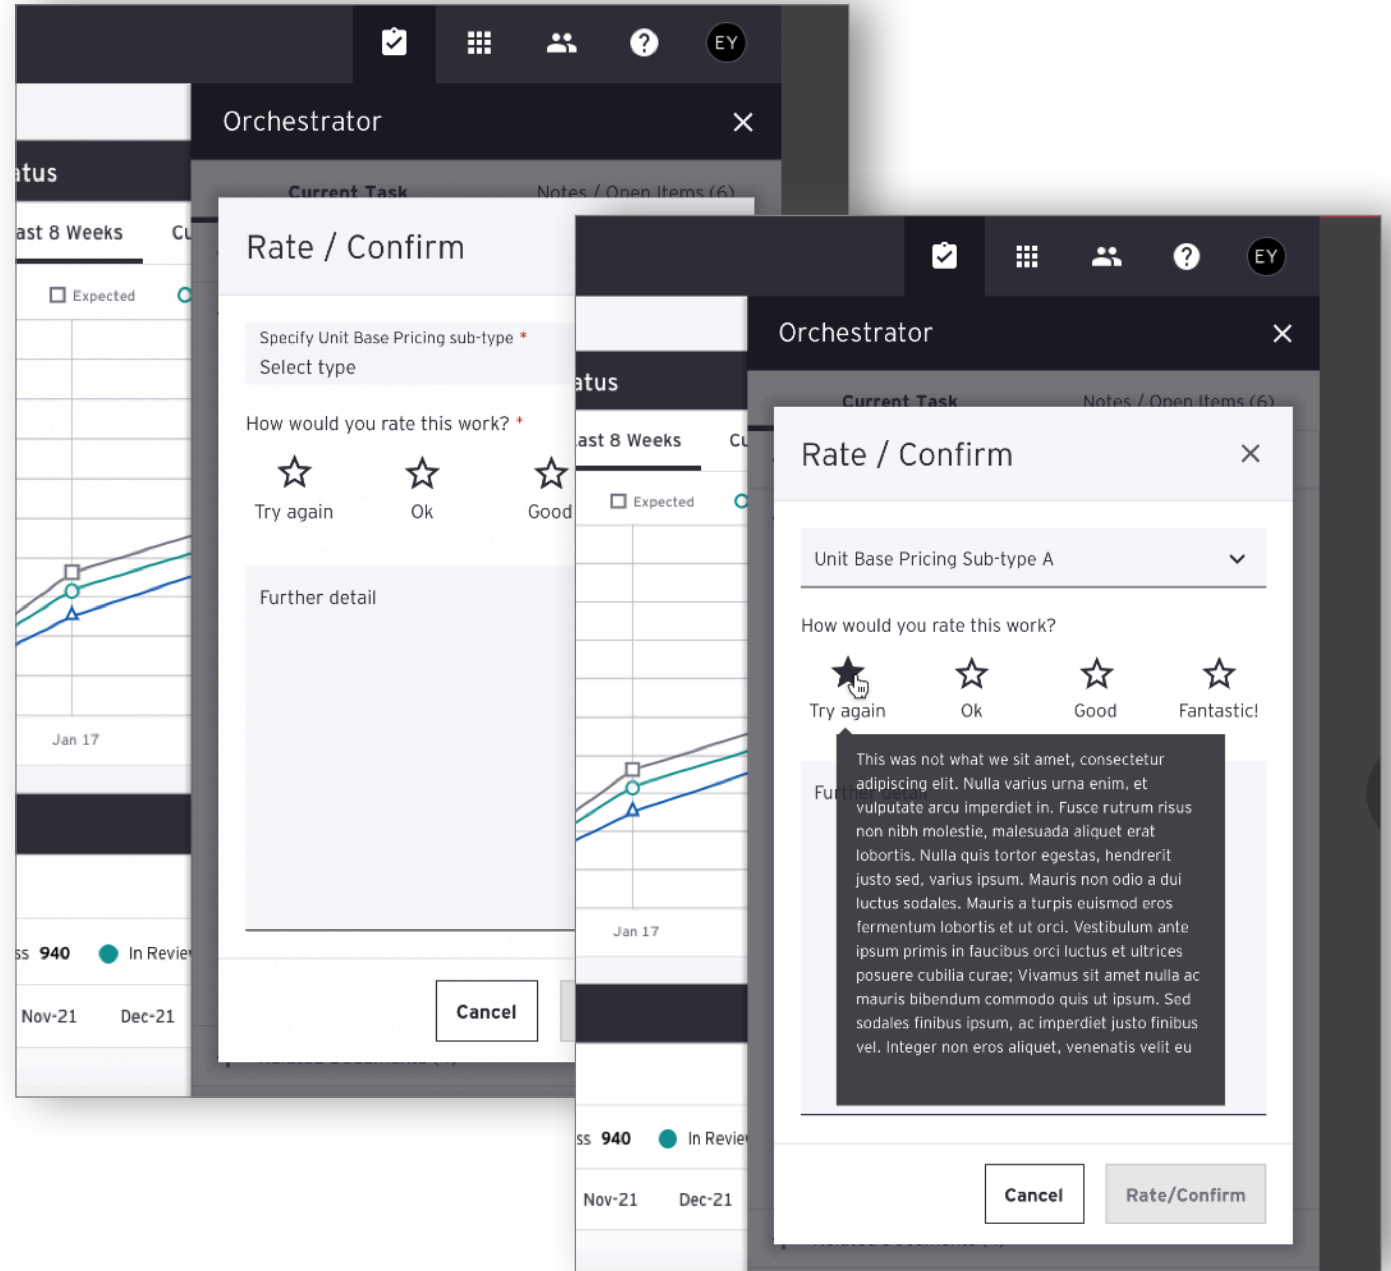 EY
Orchestrator
atus
Current Task
Notes / Open Items (6)
ast 8 Weeks
Cu
Rate / Confirm
Expected
Specify Unit Base Pricing sub-type *
Select type
How would you rate this work? *
Try again
Ok
Good
Further detail
Jan 17
ss 940
In Revie
Nov-21
Dec-21
Cancel
EY
Orchestrator
atus
Current Task
Notes / Open Items (6)
ast 8 Weeks
Cu
Rate / Confirm
Expected
Unit Base Pricing Sub-type A
How would you rate this work?
Try again
Ok
Good
Fantastic!
Further detail
This was not what we sit amet, consectetur
adipiscing elit. Nulla varius urna enim, et
vulputate arcu imperdiet in. Fusce rutrum risus
non nibh molestie, malesuada aliquet erat
lobortis. Nulla quis tortor egestas, hendrerit
justo sed, varius ipsum. Mauris non odio a dui
luctus sodales. Mauris a turpis euismod eros
fermentum lobortis et ut orci. Vestibulum ante
ipsum primis in faucibus orci luctus et ultrices
posuere cubilia curae; Vivamus sit amet nulla ac
mauris bibendum commodo quis ut ipsum. Sed
sodales finibus ipsum, ac imperdiet justo finibus
vel. Integer non eros aliquet, venenatis velit eu
Jan 17
ss 940
In Revie
Nov-21
Dec-21
Cancel
Rate/Confirm